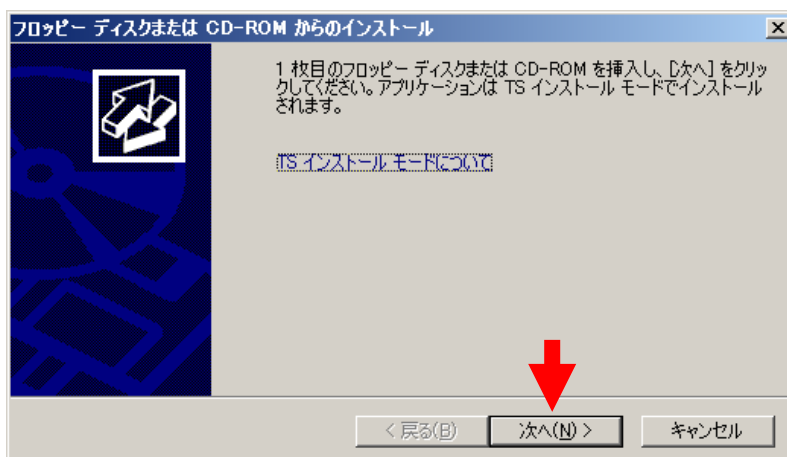 フロッピー ディスクまたは CD-ROM からのインストール
1 枚目のフロッピー ディスクまたは CD-ROM を挿入し、[次へ] をクリッ
クしてください。アプリケーションは TS インストール モードでインストール
されます。
TS インストール モードについて
< 戻る(B)
次へ(N) >
キャンセル